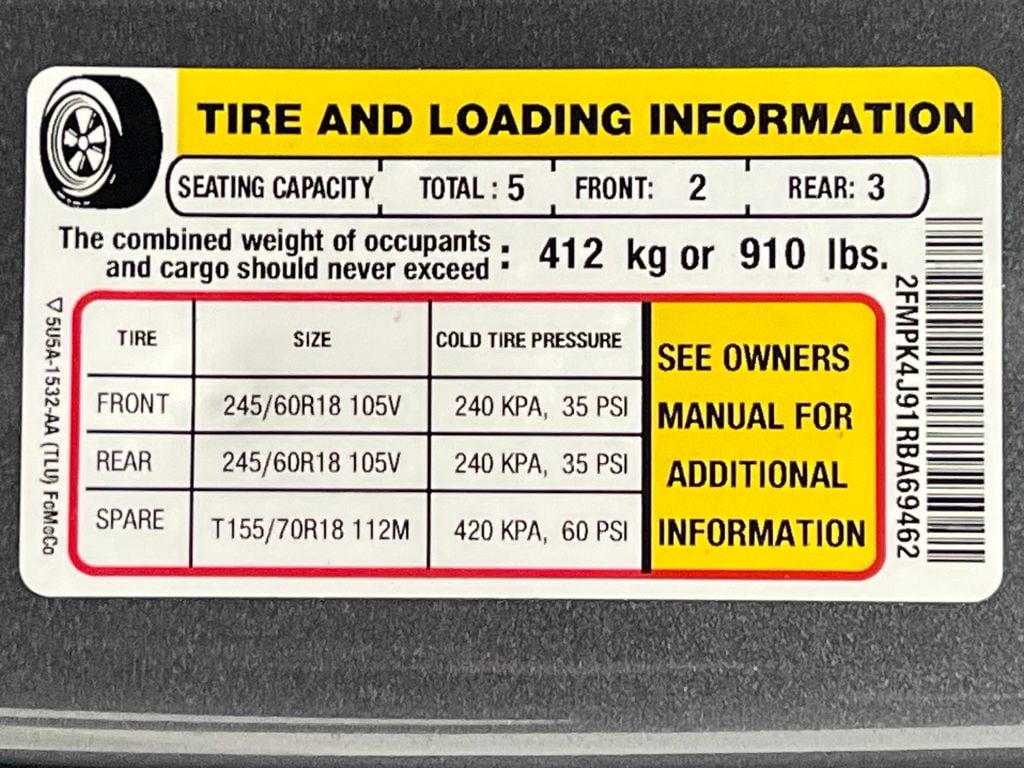 TIRE AND LOADING INFORMATION
SEATING CAPACITY TOTAL : 5 FRONT: 2 REAR: 3
The combined weight of occupants
and cargo should never exceed : 412 kg or 910 lbs.
TIRE SIZE COLD TIRE PRESSURE
FRONT 245/60R18 105V 240 KPA, 35 PSI
REAR 245/60R18 105V 240 KPA, 35 PSI
SPARE T155/70R18 112M 420 KPA, 60 PSI
SEE OWNERS
MANUAL FOR
ADDITIONAL
INFORMATION
5U5A-1532-AA (TLU) FoMoCo
2FMPK4J91RBA69462